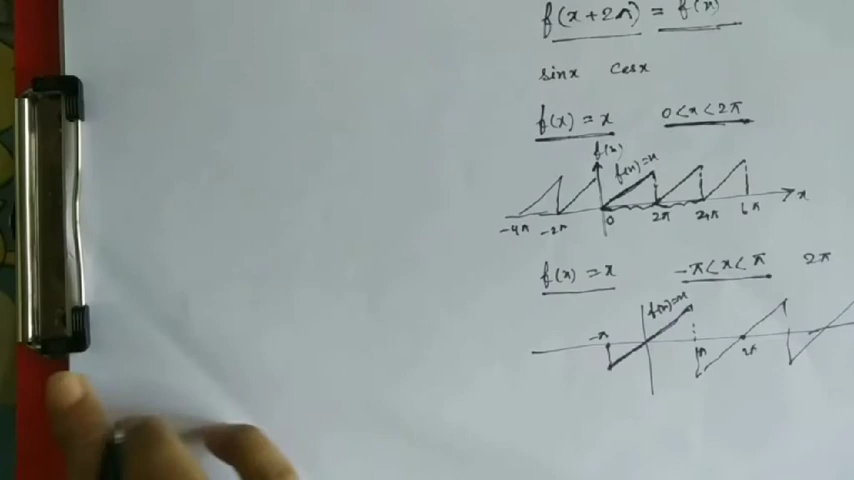 f(x+2π) = f(x)
sinx cosx
f(x) = x 0<x<2π
f(x)
f(x)=x
-4π -2π 0 2π 4π 6π x
f(x) = x -π<x<π 2π
f(x)=x
-π π 2π